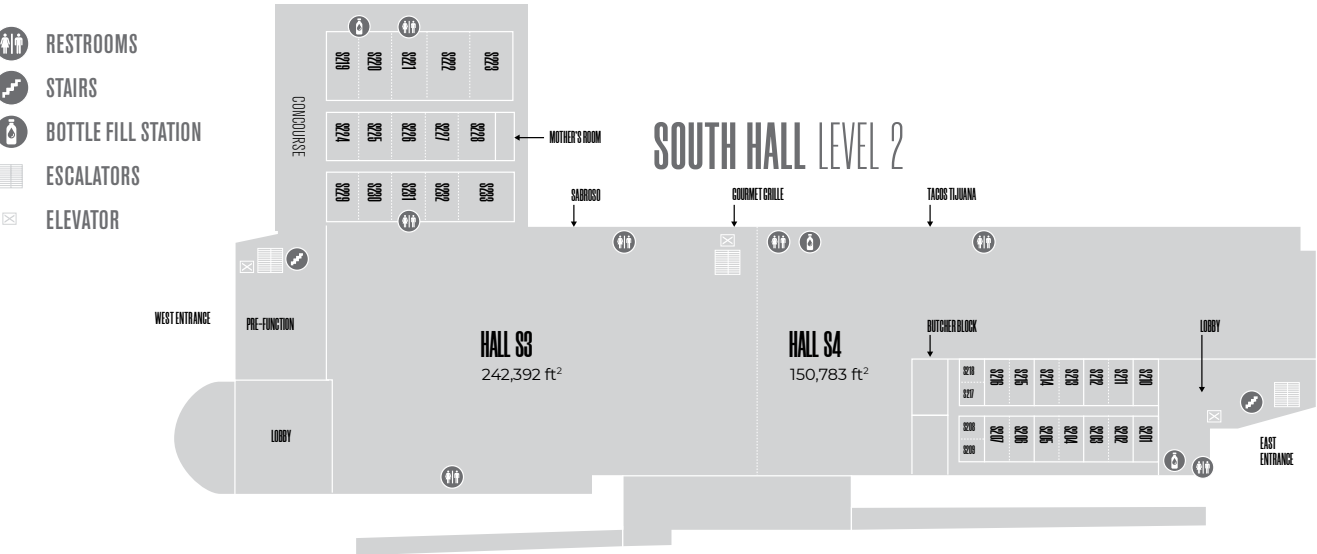 RESTROOMS
STAIRS
BOTTLE FILL STATION
ESCALATORS
ELEVATOR
CONCOURSE
S219 S220 S221 S222 S223
S224 S225 S226 S227 S228
MOTHER'S ROOM
S229 S230 S231 S232 S233
SOUTH HALL LEVEL 2
SABROSO
GOURMET GRILLE
TACOS TIJUANA
WEST ENTRANCE
PRE-FUNCTION
LOBBY
HALL S3
242,392 ft²
HALL S4
150,783 ft²
BUTCHER BLOCK
LOBBY
S218
S217
S216 S215 S214 S213 S212 S211 S210
S208
S209
S207 S206 S205 S204 S203 S202 S201
EAST
ENTRANCE